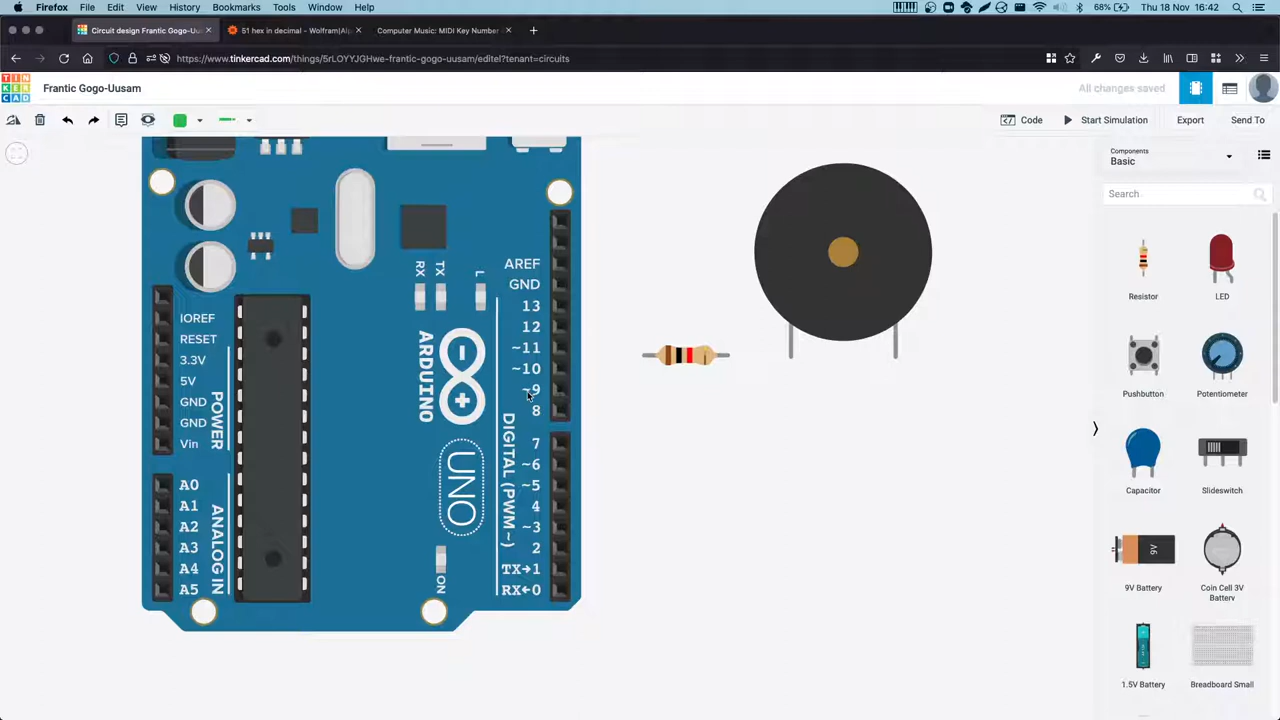 Firefox File Edit View History Bookmarks Tools Window Help 68% Thu 18 Nov 16:42
Circuit design Frantic Gogo-Uu
51 hex in decimal - Wolfram|Al
Computer Music: MIDI Key Number
https://www.tinkercad.com/things/5rLOYYJGHwe-frantic-gogo-uusam/editel?tenant=circuits
TIN
KER
CAD
Frantic Gogo-Uusam
All changes saved
Code
Start Simulation
Export
Send To
Components
Basic
Search
Resistor
LED
Pushbutton
Potentiometer
Capacitor
Slideswitch
9V
9V Battery
Coin Cell 3V
Battery
1.5V Battery
Breadboard Small
AREF
GND
13
12
~11
~10
~9
8
7
~6
~5
4
~3
2
TX→1
RX←0
DIGITAL (PWM ~)
RX
TX
L
ARDUINO
UNO
ON
IOREF
RESET
3.3V
5V
GND
GND
Vin
POWER
A0
A1
A2
A3
A4
A5
ANALOG IN